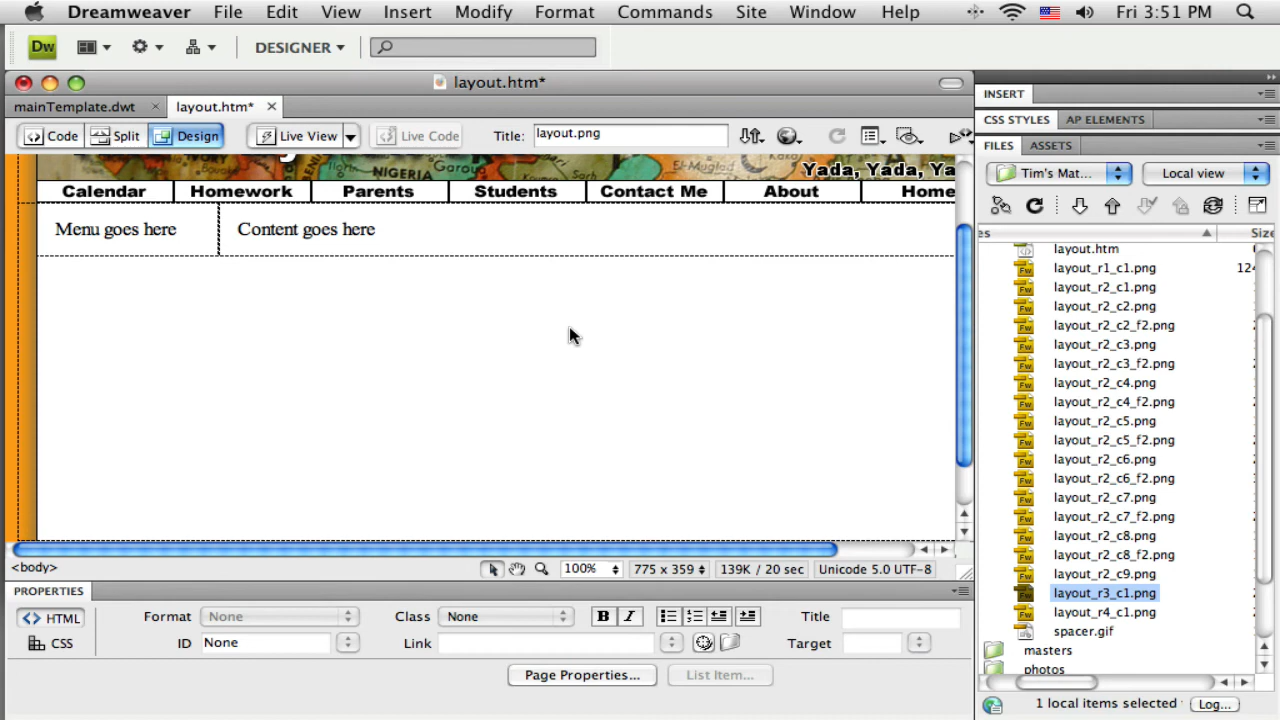 Dreamweaver File Edit View Insert Modify Format Commands Site Window Help Fri 3:51 PM
Dw DESIGNER
layout.htm*
mainTemplate.dwt × layout.htm* ×
Code Split Design Live View Live Code Title: layout.png
NIGERIA Garou El-Muglad
Yada, Yada, Ya
Calendar Homework Parents Students Contact Me About Home
Menu goes here Content goes here
<body> 100% 775 x 359 139K / 20 sec Unicode 5.0 UTF-8
PROPERTIES
<> HTML Format None Class None B I Title
CSS ID None Link Target
Page Properties... List Item...
INSERT
CSS STYLES AP ELEMENTS
FILES ASSETS
Tim's Mat... Local view
es Size
layout.htm
layout_r1_c1.png 124
layout_r2_c1.png
layout_r2_c2.png
layout_r2_c2_f2.png
layout_r2_c3.png
layout_r2_c3_f2.png
layout_r2_c4.png
layout_r2_c4_f2.png
layout_r2_c5.png
layout_r2_c5_f2.png
layout_r2_c6.png
layout_r2_c6_f2.png
layout_r2_c7.png
layout_r2_c7_f2.png
layout_r2_c8.png
layout_r2_c8_f2.png
layout_r2_c9.png
layout_r3_c1.png
layout_r4_c1.png
spacer.gif
masters
photos
1 local items selected Log...